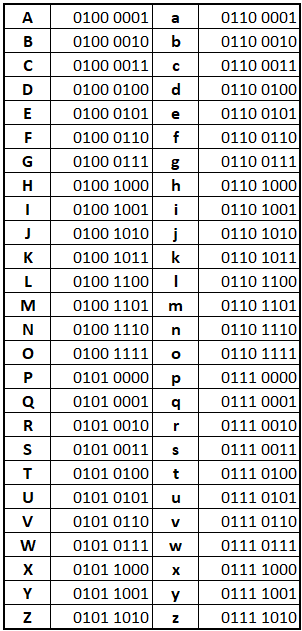 A 0100 0001 a 0110 0001
B 0100 0010 b 0110 0010
C 0100 0011 c 0110 0011
D 0100 0100 d 0110 0100
E 0100 0101 e 0110 0101
F 0100 0110 f 0110 0110
G 0100 0111 g 0110 0111
H 0100 1000 h 0110 1000
I 0100 1001 i 0110 1001
J 0100 1010 j 0110 1010
K 0100 1011 k 0110 1011
L 0100 1100 l 0110 1100
M 0100 1101 m 0110 1101
N 0100 1110 n 0110 1110
O 0100 1111 o 0110 1111
P 0101 0000 p 0111 0000
Q 0101 0001 q 0111 0001
R 0101 0010 r 0111 0010
S 0101 0011 s 0111 0011
T 0101 0100 t 0111 0100
U 0101 0101 u 0111 0101
V 0101 0110 v 0111 0110
W 0101 0111 w 0111 0111
X 0101 1000 x 0111 1000
Y 0101 1001 y 0111 1001
Z 0101 1010 z 0111 1010